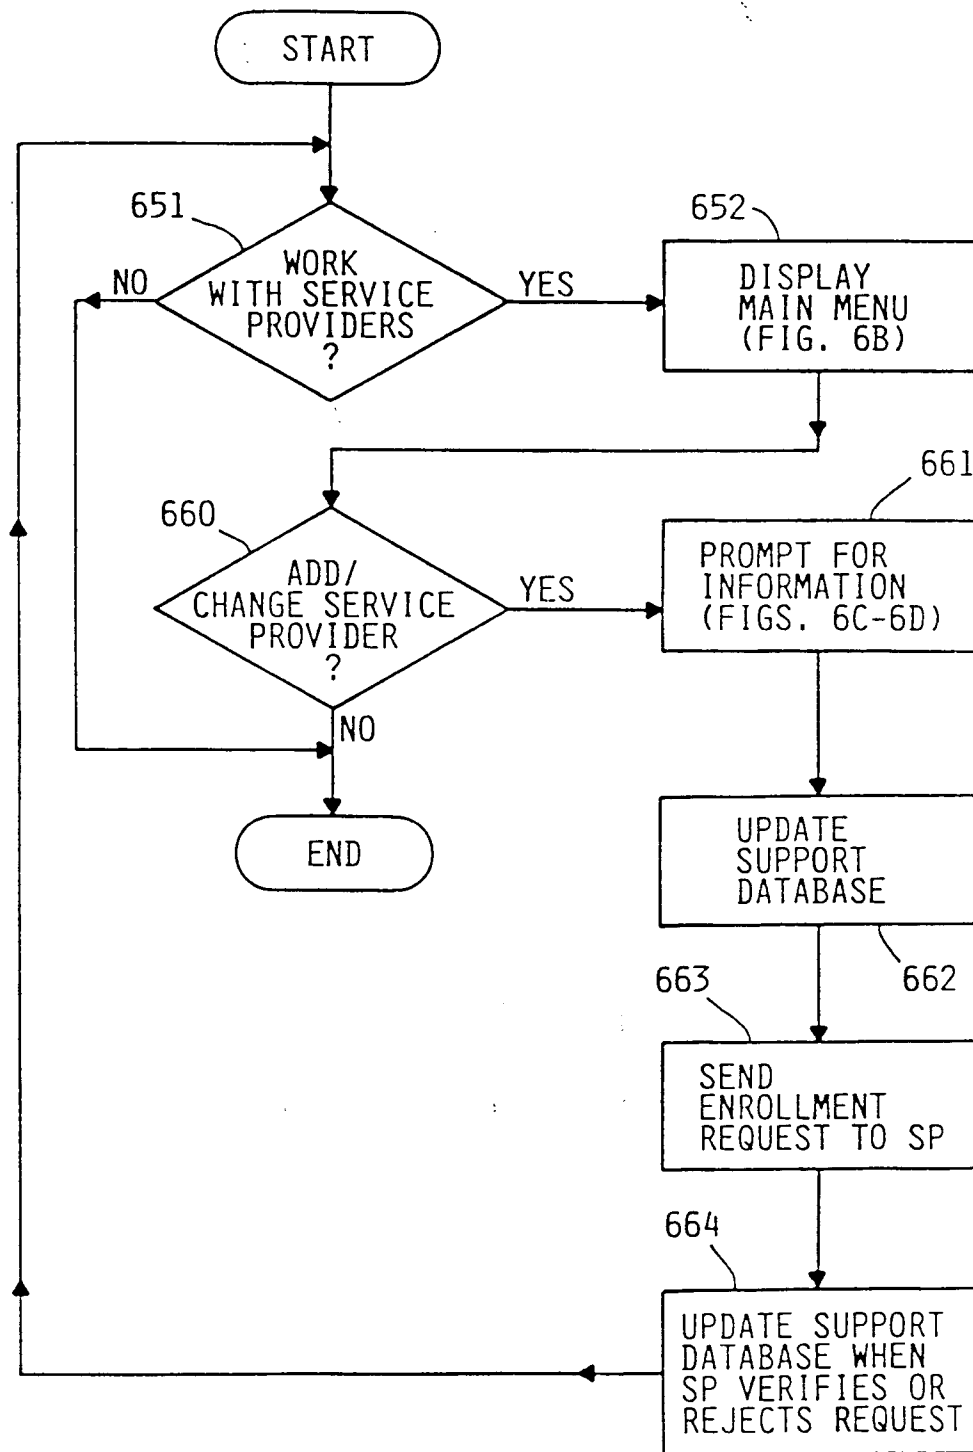 START
651
WORK
WITH SERVICE
PROVIDERS
?
NO
YES
652
DISPLAY
MAIN MENU
(FIG. 6B)
660
ADD/
CHANGE SERVICE
PROVIDER
?
YES
NO
661
PROMPT FOR
INFORMATION
(FIGS. 6C-6D)
END
UPDATE
SUPPORT
DATABASE
662
663
SEND
ENROLLMENT
REQUEST TO SP
664
UPDATE SUPPORT
DATABASE WHEN
SP VERIFIES OR
REJECTS REQUEST